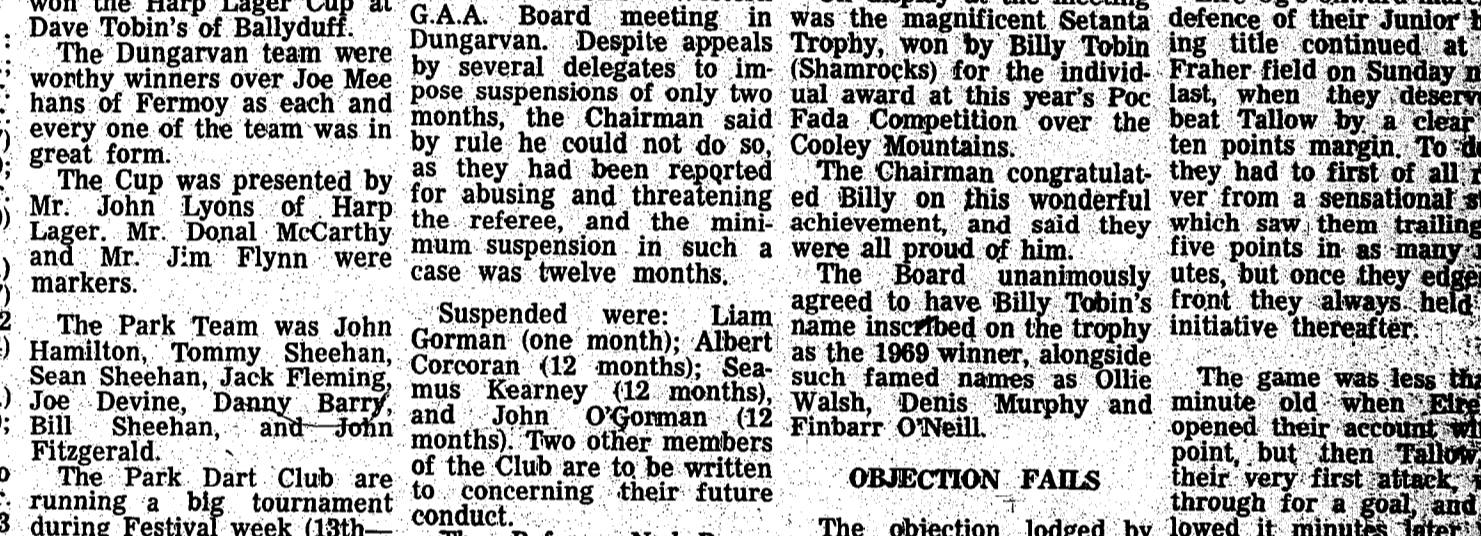 won the Harp Lager Cup at
Dave Tobin's of Ballyduff.
The Dungarvan team were
worthy winners over Joe Mee
hans of Fermoy as each and
every one of the team was in
great form.
The Cup was presented by
Mr. John Lyons of Harp
Lager. Mr. Donal McCarthy
and Mr. Jim Flynn were
markers.
The Park Team was John
Hamilton, Tommy Sheehan,
Sean Sheehan, Jack Fleming,
Joe Devine, Danny Barry,
Bill Sheehan, and John
Fitzgerald.
The Park Dart Club are
running a big tournament
during Festival week (13th—
G.A.A. Board meeting in
Dungarvan. Despite appeals
by several delegates to im-
pose suspensions of only two
months, the Chairman said
by rule he could not do so,
as they had been reported
for abusing and threatening
the referee, and the mini-
mum suspension in such a
case was twelve months.
Suspended were: Liam
Gorman (one month); Albert
Corcoran (12 months); Sea-
mus Kearney (12 months),
and John O'Gorman (12
months). Two other members
of the Club are to be written
to concerning their future
conduct.
was the magnificent Setanta
Trophy, won by Billy Tobin
(Shamrocks) for the individ-
ual award at this year's Poc
Fada Competition over the
Cooley Mountains.
The Chairman congratulat-
ed Billy on this wonderful
achievement, and said they
were all proud of him.
The Board unanimously
agreed to have Billy Tobin's
name inscribed on the trophy
as the 1969 winner, alongside
such famed names as Ollie
Walsh, Denis Murphy and
Finbarr O'Neill.
OBJECTION FAILS
The objection lodged by
defence of their Junior
ing title continued at
Fraher field on Sunday
last, when they
beat Tallow by a clear
ten points margin. To
they had to first of all
ver from a sensational
which saw them trailing
five points in as many
utes, but once they
front they always held
initiative thereafter.
The game was less
minute old when
opened their account
point, but then Tallow
their very first attack,
through for a goal, and
lowed it minutes later